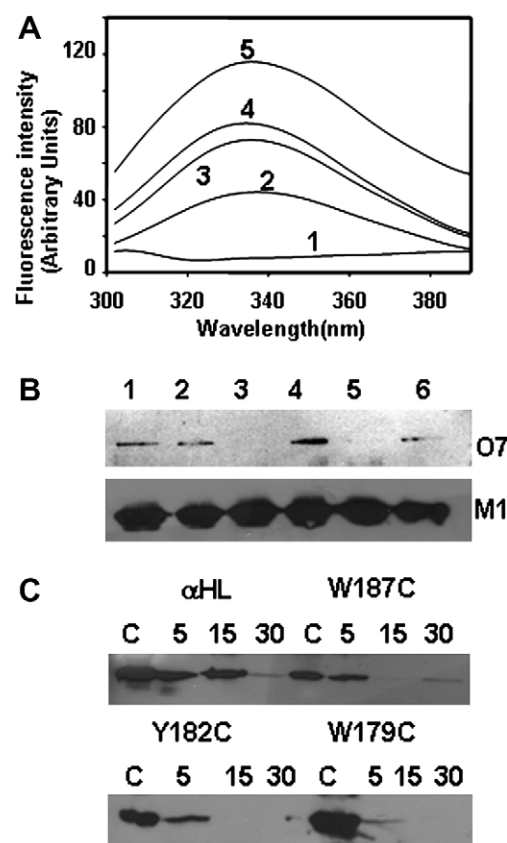 A
Fluorescence intensity
(Arbitrary Units)
120
80
40
0
5
4
3
2
1
300 320 340 360 380
Wavelength(nm)
B
1 2 3 4 5 6
O7
M1
C
αHL W187C
C 5 15 30 C 5 15 30
Y182C W179C
C 5 15 30 C 5 15 30